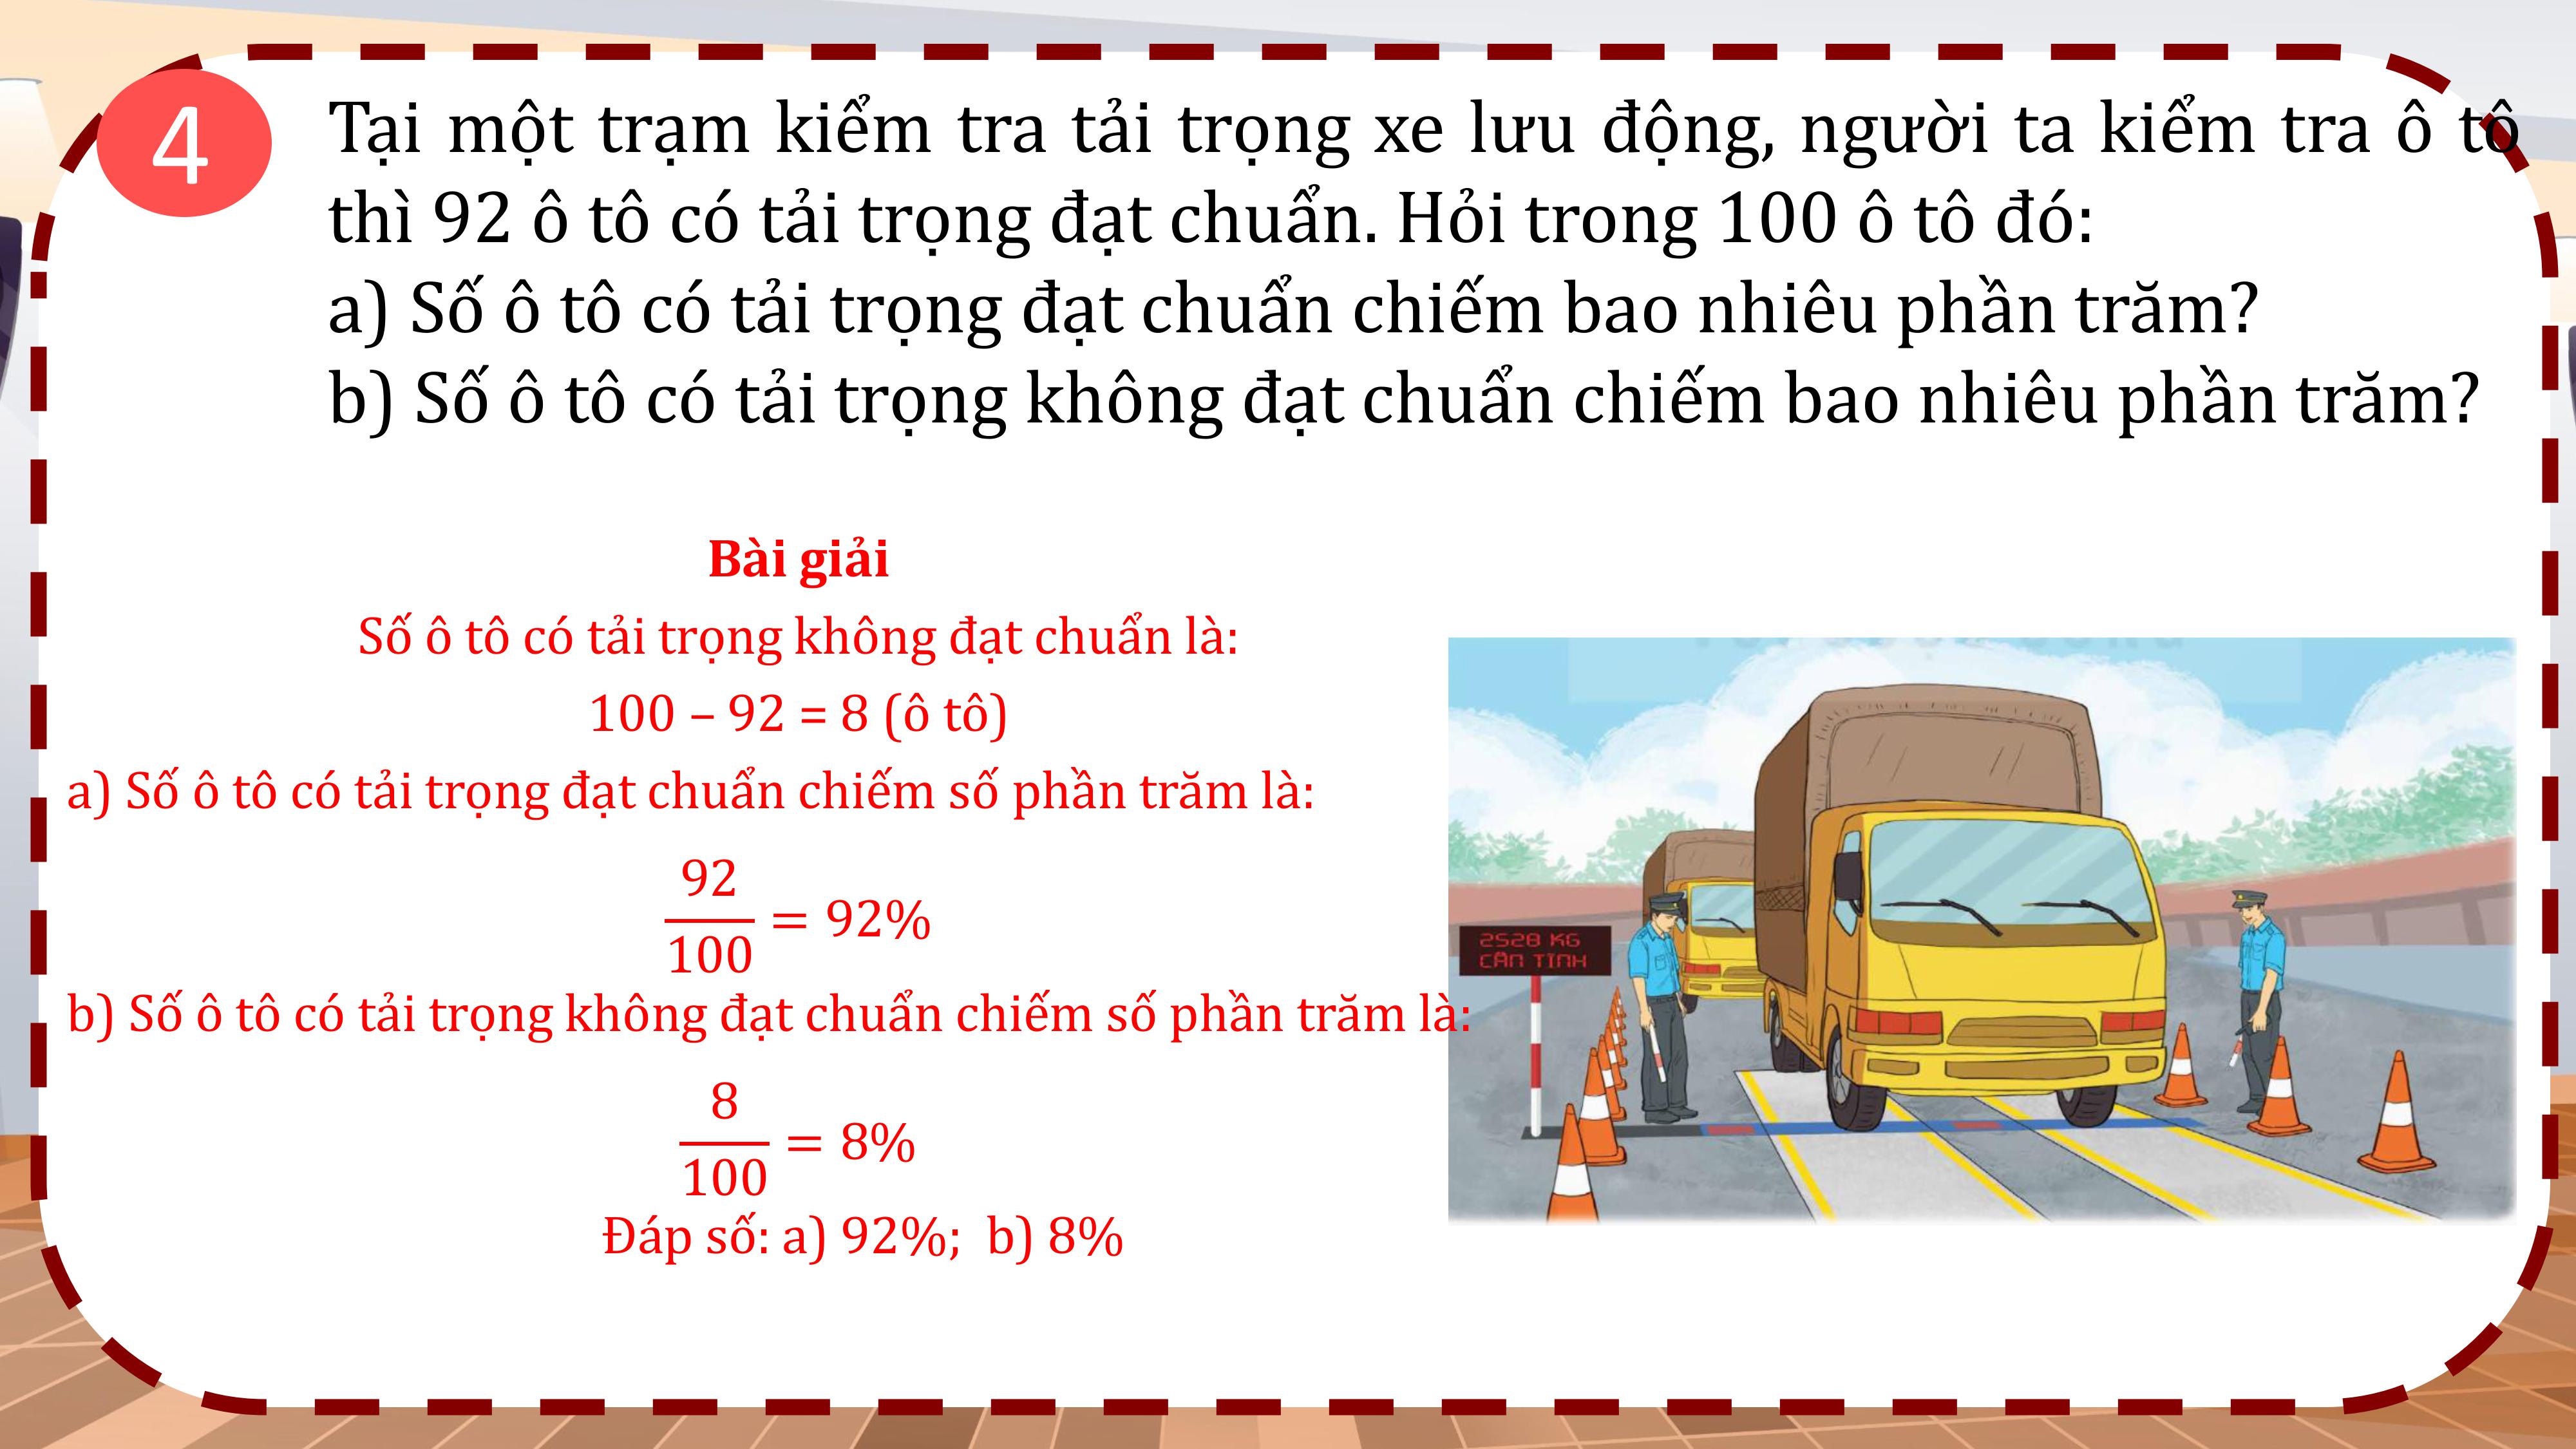 4
Tại một trạm kiểm tra tải trọng xe lưu động, người ta kiểm tra ô tô
thì 92 ô tô có tải trọng đạt chuẩn. Hỏi trong 100 ô tô đó:
a) Số ô tô có tải trọng đạt chuẩn chiếm bao nhiêu phần trăm?
b) Số ô tô có tải trọng không đạt chuẩn chiếm bao nhiêu phần trăm?
Bài giải
Số ô tô có tải trọng không đạt chuẩn là:
100 – 92 = 8 (ô tô)
a) Số ô tô có tải trọng đạt chuẩn chiếm số phần trăm là:
92/100 = 92%
b) Số ô tô có tải trọng không đạt chuẩn chiếm số phần trăm là:
8/100 = 8%
Đáp số: a) 92%; b) 8%
2528 KG
CÂN TĨNH